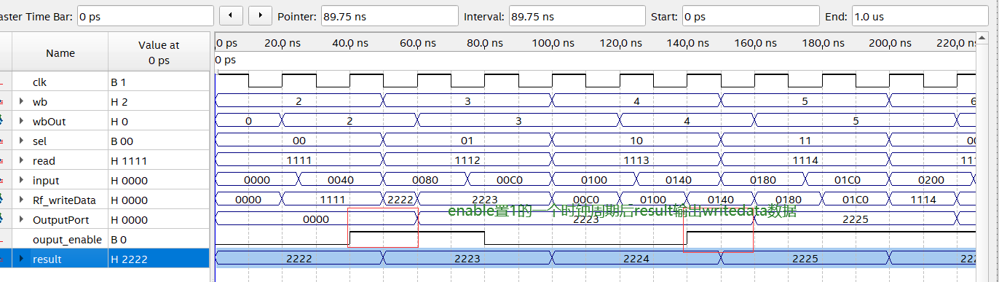 aster Time Bar: 0 ps Pointer: 89.75 ns Interval: 89.75 ns Start: 0 ps End: 1.0 us
Name Value at 0 ps 0 ps 20.0 ns 40.0 ns 60.0 ns 80.0 ns 100.0 ns 120.0 ns 140.0 ns 160.0 ns 180.0 ns 200.0 ns 220.0 ns
0 ps
clk B 1
wb H 2 2 3 4 5 6
wbOut H 0 0 2 3 4 5
sel B 00 00 01 10 11 00
read H 1111 1111 1112 1113 1114 111
input H 0000 0000 0040 0080 00C0 0100 0140 0180 01C0 0200
Rf_writeData H 0000 0000 1111 2222 2223 00C0 0100 0140 0180 01C0 1114
enable置1的一个时钟周期后result输出writedata数据
OutputPort H 0000 0000 2223 2225
ouput_enable B 0
result H 2222 2222 2223 2224 2225 222